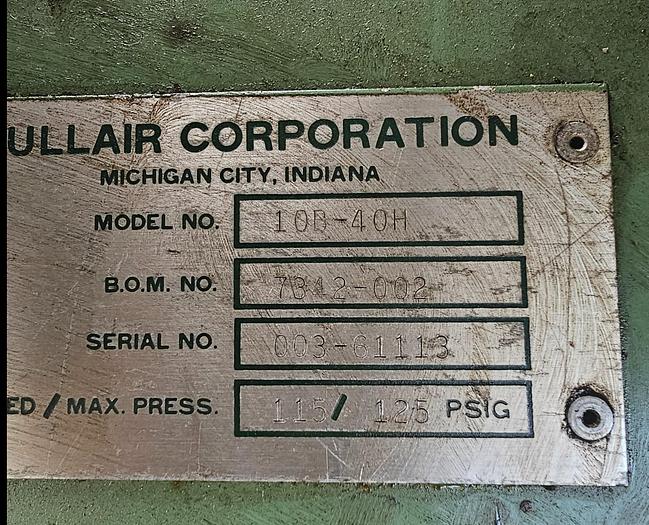 ULLAIR CORPORATION
MICHIGAN CITY, INDIANA
MODEL NO. 10B-40H
B.O.M. NO. 7342-002
SERIAL NO. 003-61113
ED / MAX. PRESS. 115/ 125 PSIG